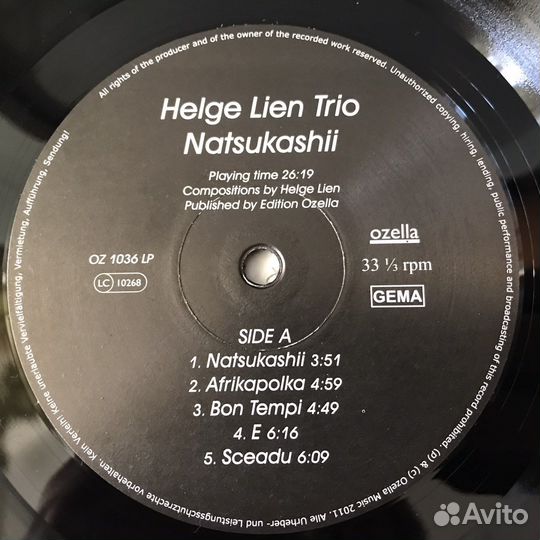 All rights of the producer and of the owner of the recorded work reserved. Unauthorized copying, hiring, lending, public performance and broadcasting of this record prohibited. (p) & (c) Ozella Music 2011. Alle Urheber- und Leistungsschutzrechte vorbehalten. Kein Verleih! Keine unerlaubte Vervielfältigung, Vermietung, Aufführung, Sendung!
Helge Lien Trio
Natsukashii
Playing time 26:19
Compositions by Helge Lien
Published by Edition Ozella
OZ 1036 LP
LC 10268
ozella
33 ⅓ rpm
GEMA
SIDE A
1. Natsukashii 3:51
2. Afrikapolka 4:59
3. Bon Tempi 4:49
4. E 6:16
5. Sceadu 6:09
Avito